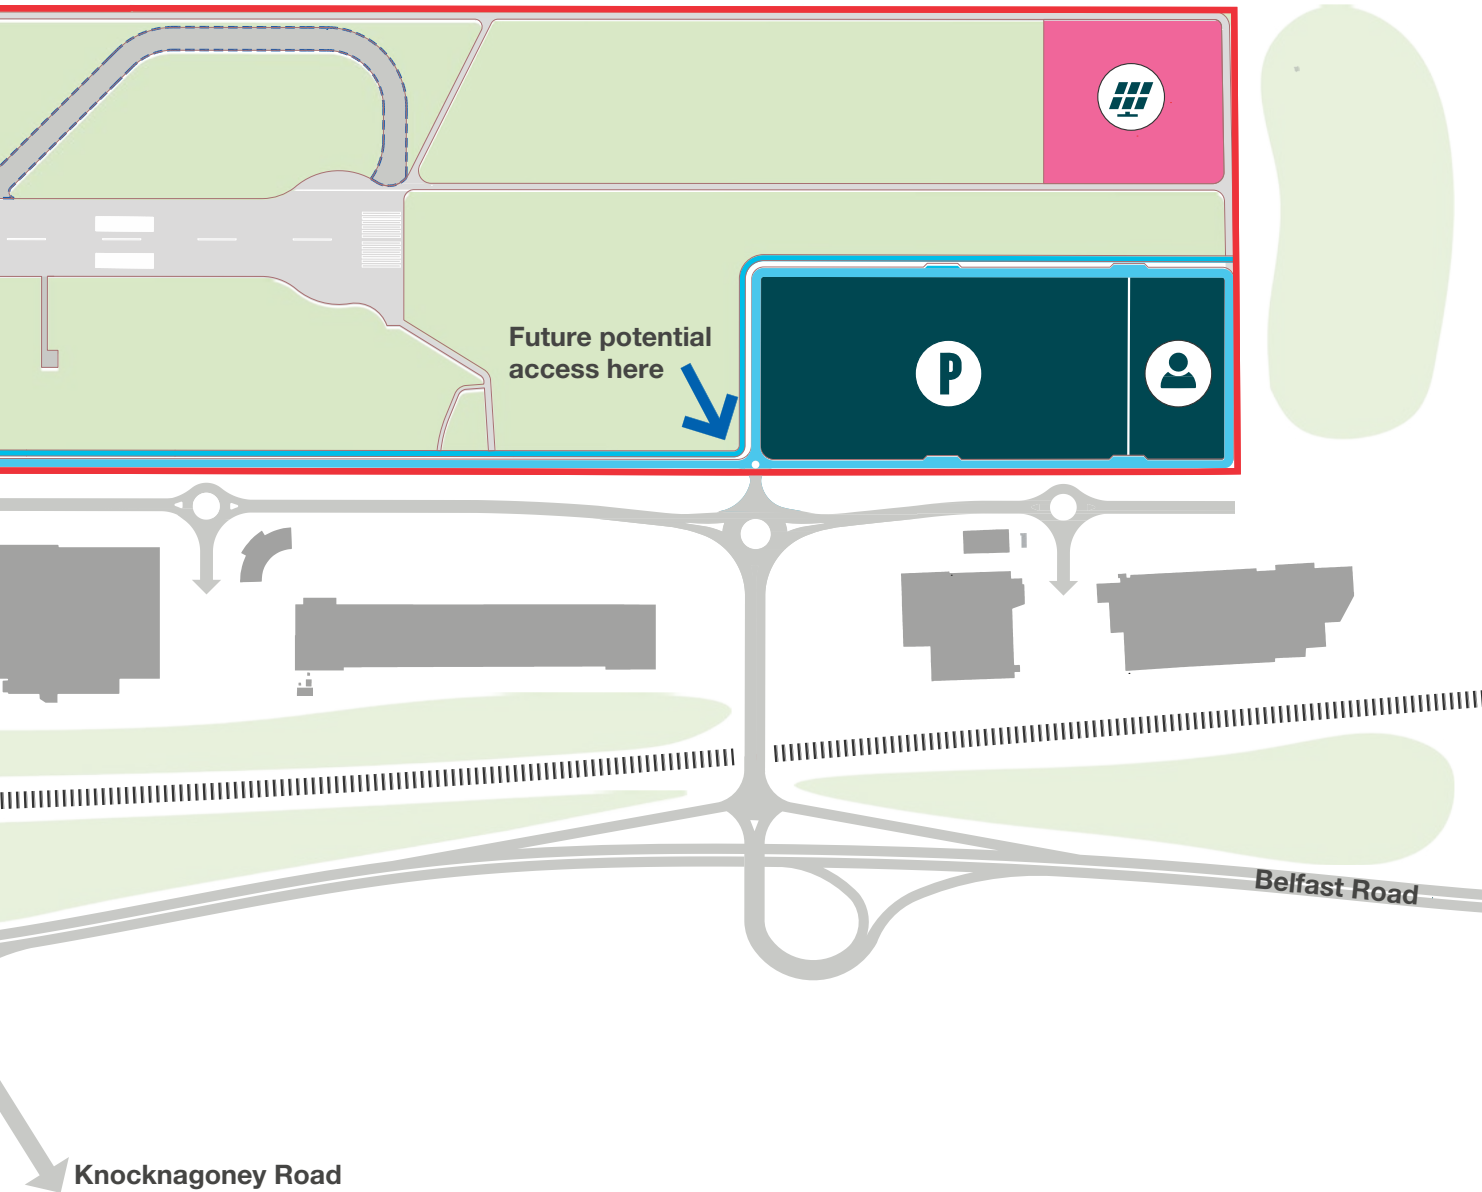 Future potential
access here
P
Belfast Road
Knocknagoney Road